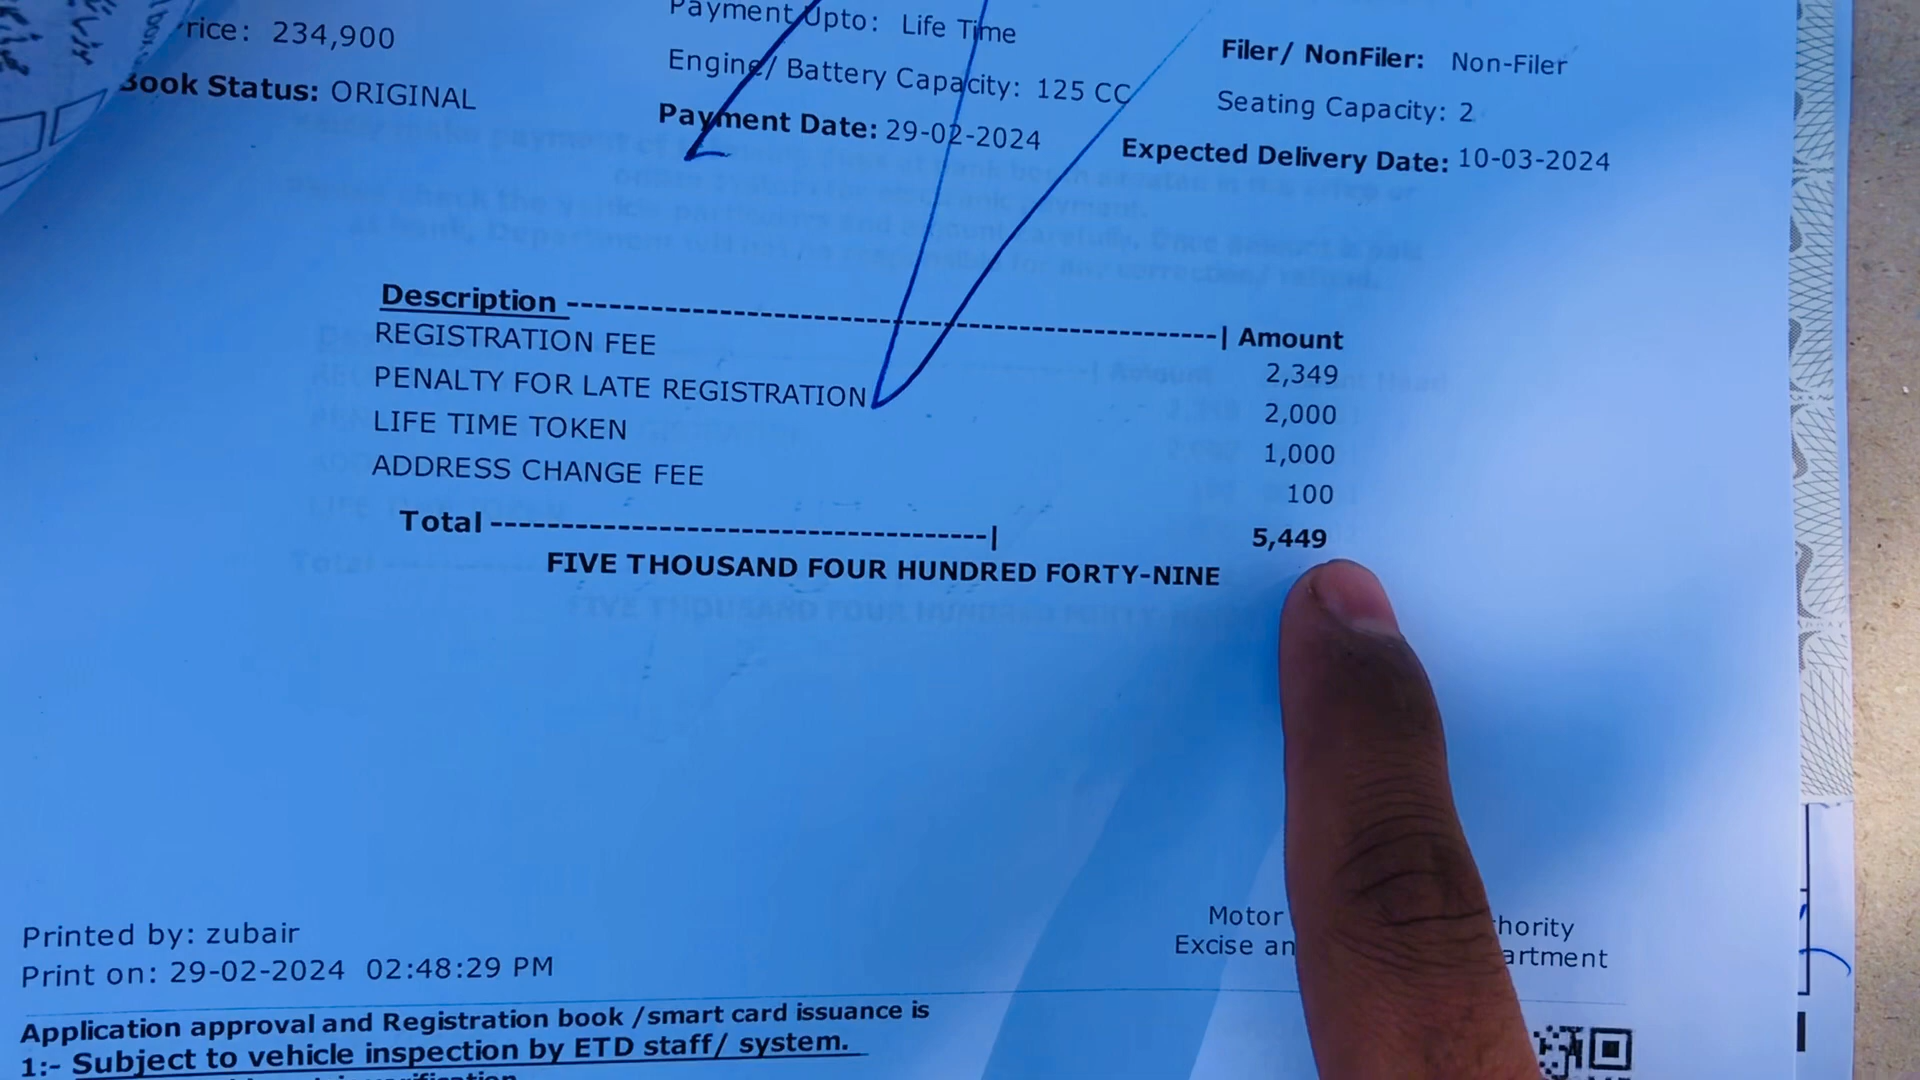 rice: 234,900
Payment Upto: Life Time
Filer/ NonFiler: Non-Filer
Book Status: ORIGINAL
Engine/ Battery Capacity: 125 CC
Seating Capacity: 2
Payment Date: 29-02-2024
Expected Delivery Date: 10-03-2024
Description ---------------------------------------------| Amount
REGISTRATION FEE 2,349
PENALTY FOR LATE REGISTRATION 2,000
LIFE TIME TOKEN 1,000
ADDRESS CHANGE FEE 100
Total -----------------------------------| 5,449
FIVE THOUSAND FOUR HUNDRED FORTY-NINE
Printed by: zubair
Print on: 29-02-2024 02:48:29 PM
Motor hority
Excise an artment
Application approval and Registration book /smart card issuance is
1:- Subject to vehicle inspection by ETD staff/ system.